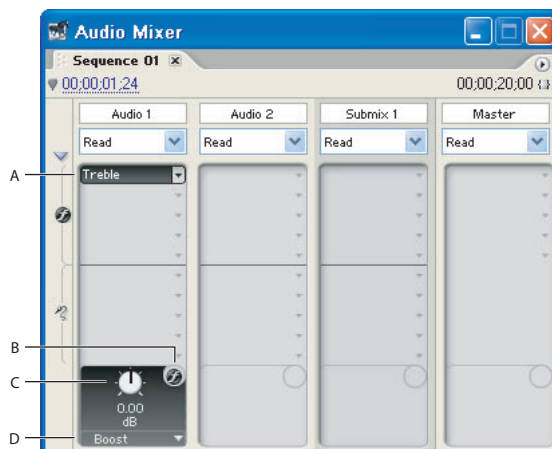 Audio Mixer
Sequence 01
00;00;01;24 00;00;20;00
Audio 1 Audio 2 Submix 1 Master
Read Read Read Read
A Treble
B
C
0.00
dB
D Boost